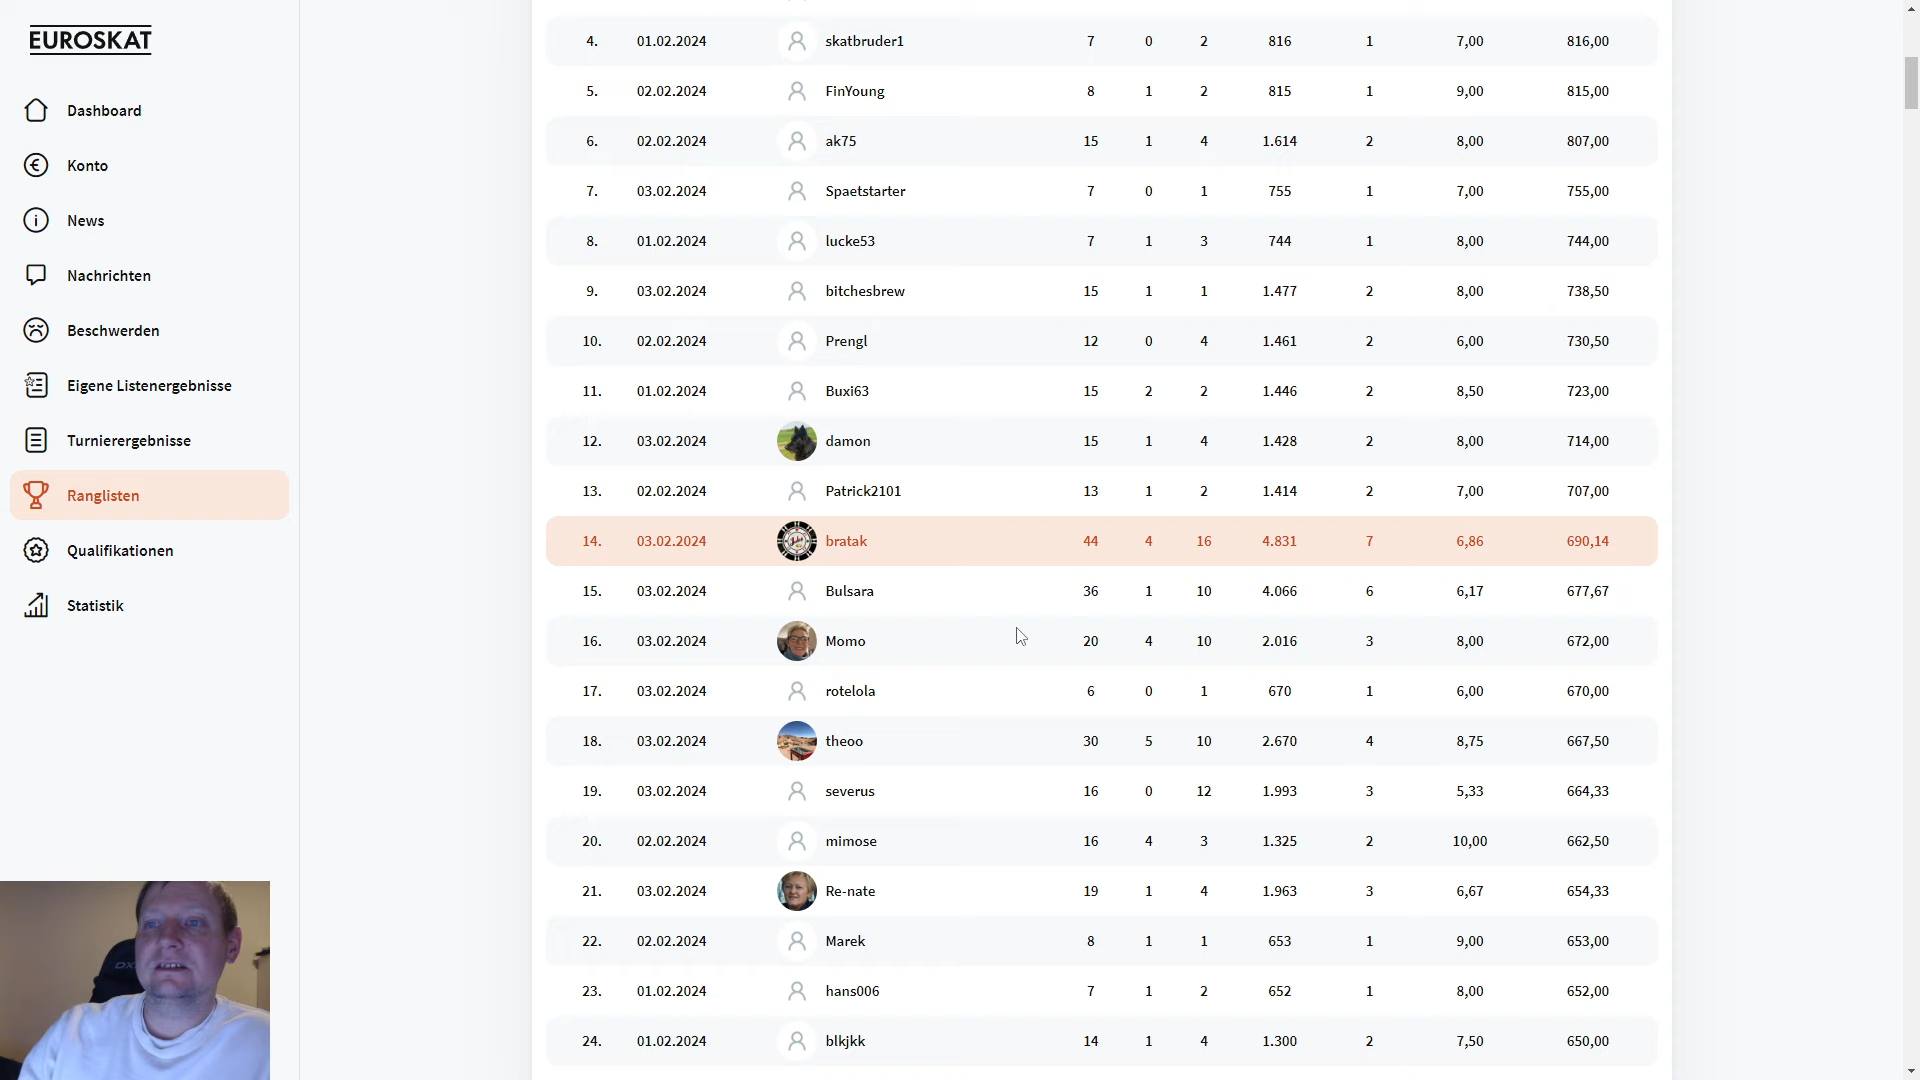 EUROSKAT
Dashboard
Konto
News
Nachrichten
Beschwerden
Eigene Listenergebnisse
Turnierergebnisse
Ranglisten
Qualifikationen
Statistik
4. 01.02.2024 skatbruder1 7 0 2 816 1 7,00 816,00
5. 02.02.2024 FinYoung 8 1 2 815 1 9,00 815,00
6. 02.02.2024 ak75 15 1 4 1.614 2 8,00 807,00
7. 03.02.2024 Spaetstarter 7 0 1 755 1 7,00 755,00
8. 01.02.2024 lucke53 7 1 3 744 1 8,00 744,00
9. 03.02.2024 bitchesbrew 15 1 1 1.477 2 8,00 738,50
10. 02.02.2024 Prengl 12 0 4 1.461 2 6,00 730,50
11. 01.02.2024 Buxi63 15 2 2 1.446 2 8,50 723,00
12. 03.02.2024 damon 15 1 4 1.428 2 8,00 714,00
13. 02.02.2024 Patrick2101 13 1 2 1.414 2 7,00 707,00
14. 03.02.2024 bratak 44 4 16 4.831 7 6,86 690,14
15. 03.02.2024 Bulsara 36 1 10 4.066 6 6,17 677,67
16. 03.02.2024 Momo 20 4 10 2.016 3 8,00 672,00
17. 03.02.2024 rotelola 6 0 1 670 1 6,00 670,00
18. 03.02.2024 theoo 30 5 10 2.670 4 8,75 667,50
19. 03.02.2024 severus 16 0 12 1.993 3 5,33 664,33
20. 02.02.2024 mimose 16 4 3 1.325 2 10,00 662,50
21. 03.02.2024 Re-nate 19 1 4 1.963 3 6,67 654,33
22. 02.02.2024 Marek 8 1 1 653 1 9,00 653,00
23. 01.02.2024 hans006 7 1 2 652 1 8,00 652,00
24. 01.02.2024 blkjkk 14 1 4 1.300 2 7,50 650,00